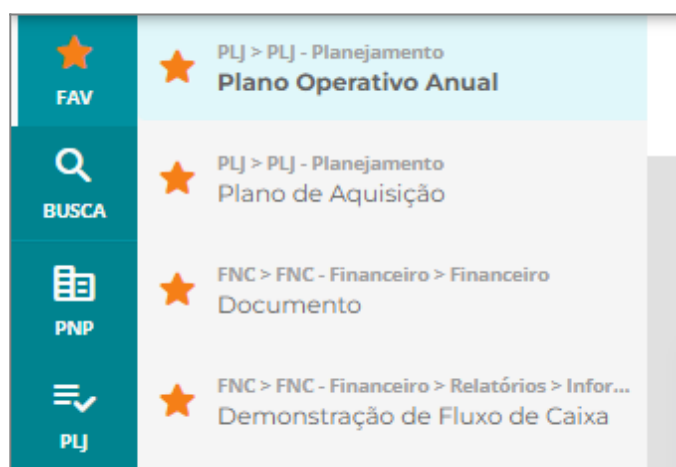 FAV
BUSCA
PNP
PLJ
PLJ > PLJ - Planejamento
Plano Operativo Anual
PLJ > PLJ - Planejamento
Plano de Aquisição
FNC > FNC - Financeiro > Financeiro
Documento
FNC > FNC - Financeiro > Relatórios > Infor...
Demonstração de Fluxo de Caixa